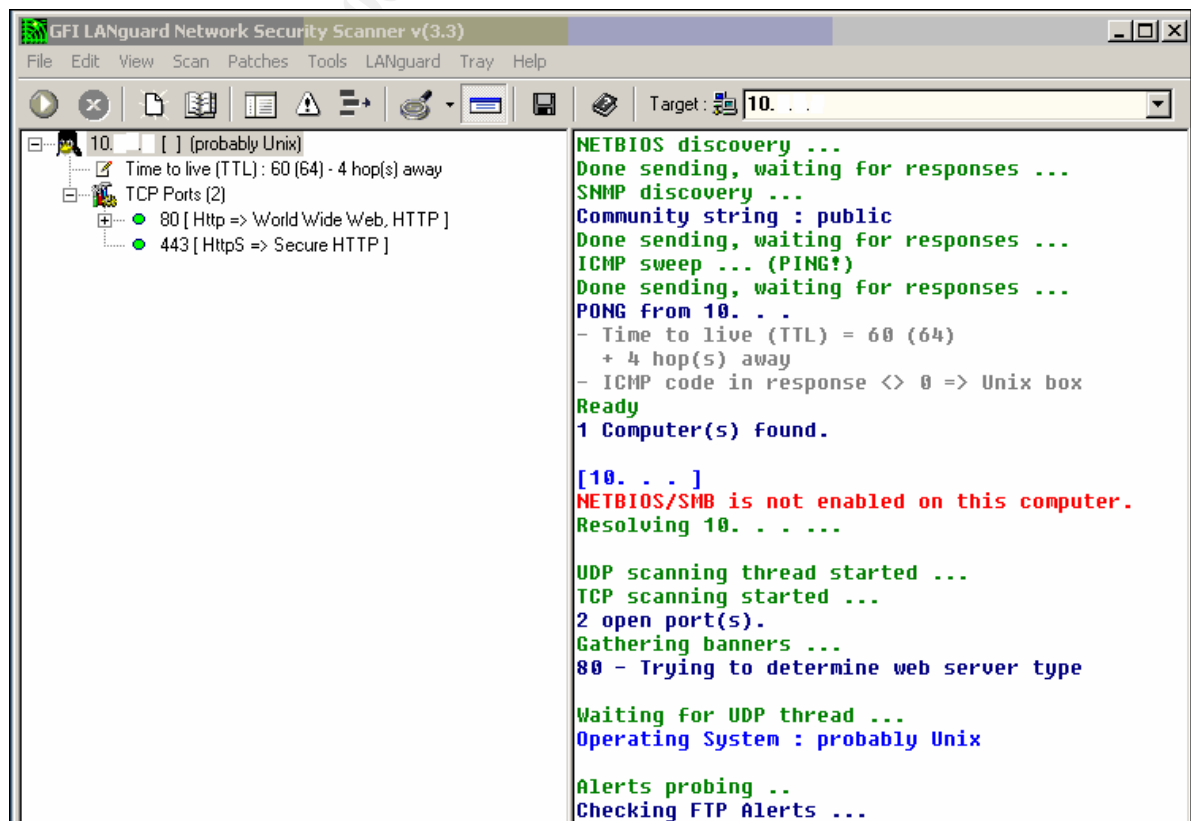 GFI LANguard Network Security Scanner v(3.3)
File Edit View Scan Patches Tools LANguard Tray Help
Target : 10. . .
10. . [ ] (probably Unix)
Time to live (TTL) : 60 (64) - 4 hop(s) away
TCP Ports (2)
80 [ Http => World Wide Web, HTTP ]
443 [ HttpS => Secure HTTP ]
NETBIOS discovery ...
Done sending, waiting for responses ...
SNMP discovery ...
Community string : public
Done sending, waiting for responses ...
ICMP sweep ... (PING!)
Done sending, waiting for responses ...
PONG from 10. . .
- Time to live (TTL) = 60 (64)
+ 4 hop(s) away
- ICMP code in response <> 0 => Unix box
Ready
1 Computer(s) found.
[10. . . ]
NETBIOS/SMB is not enabled on this computer.
Resolving 10. . . ...
UDP scanning thread started ...
TCP scanning started ...
2 open port(s).
Gathering banners ...
80 - Trying to determine web server type
Waiting for UDP thread ...
Operating System : probably Unix
Alerts probing ..
Checking FTP Alerts ...